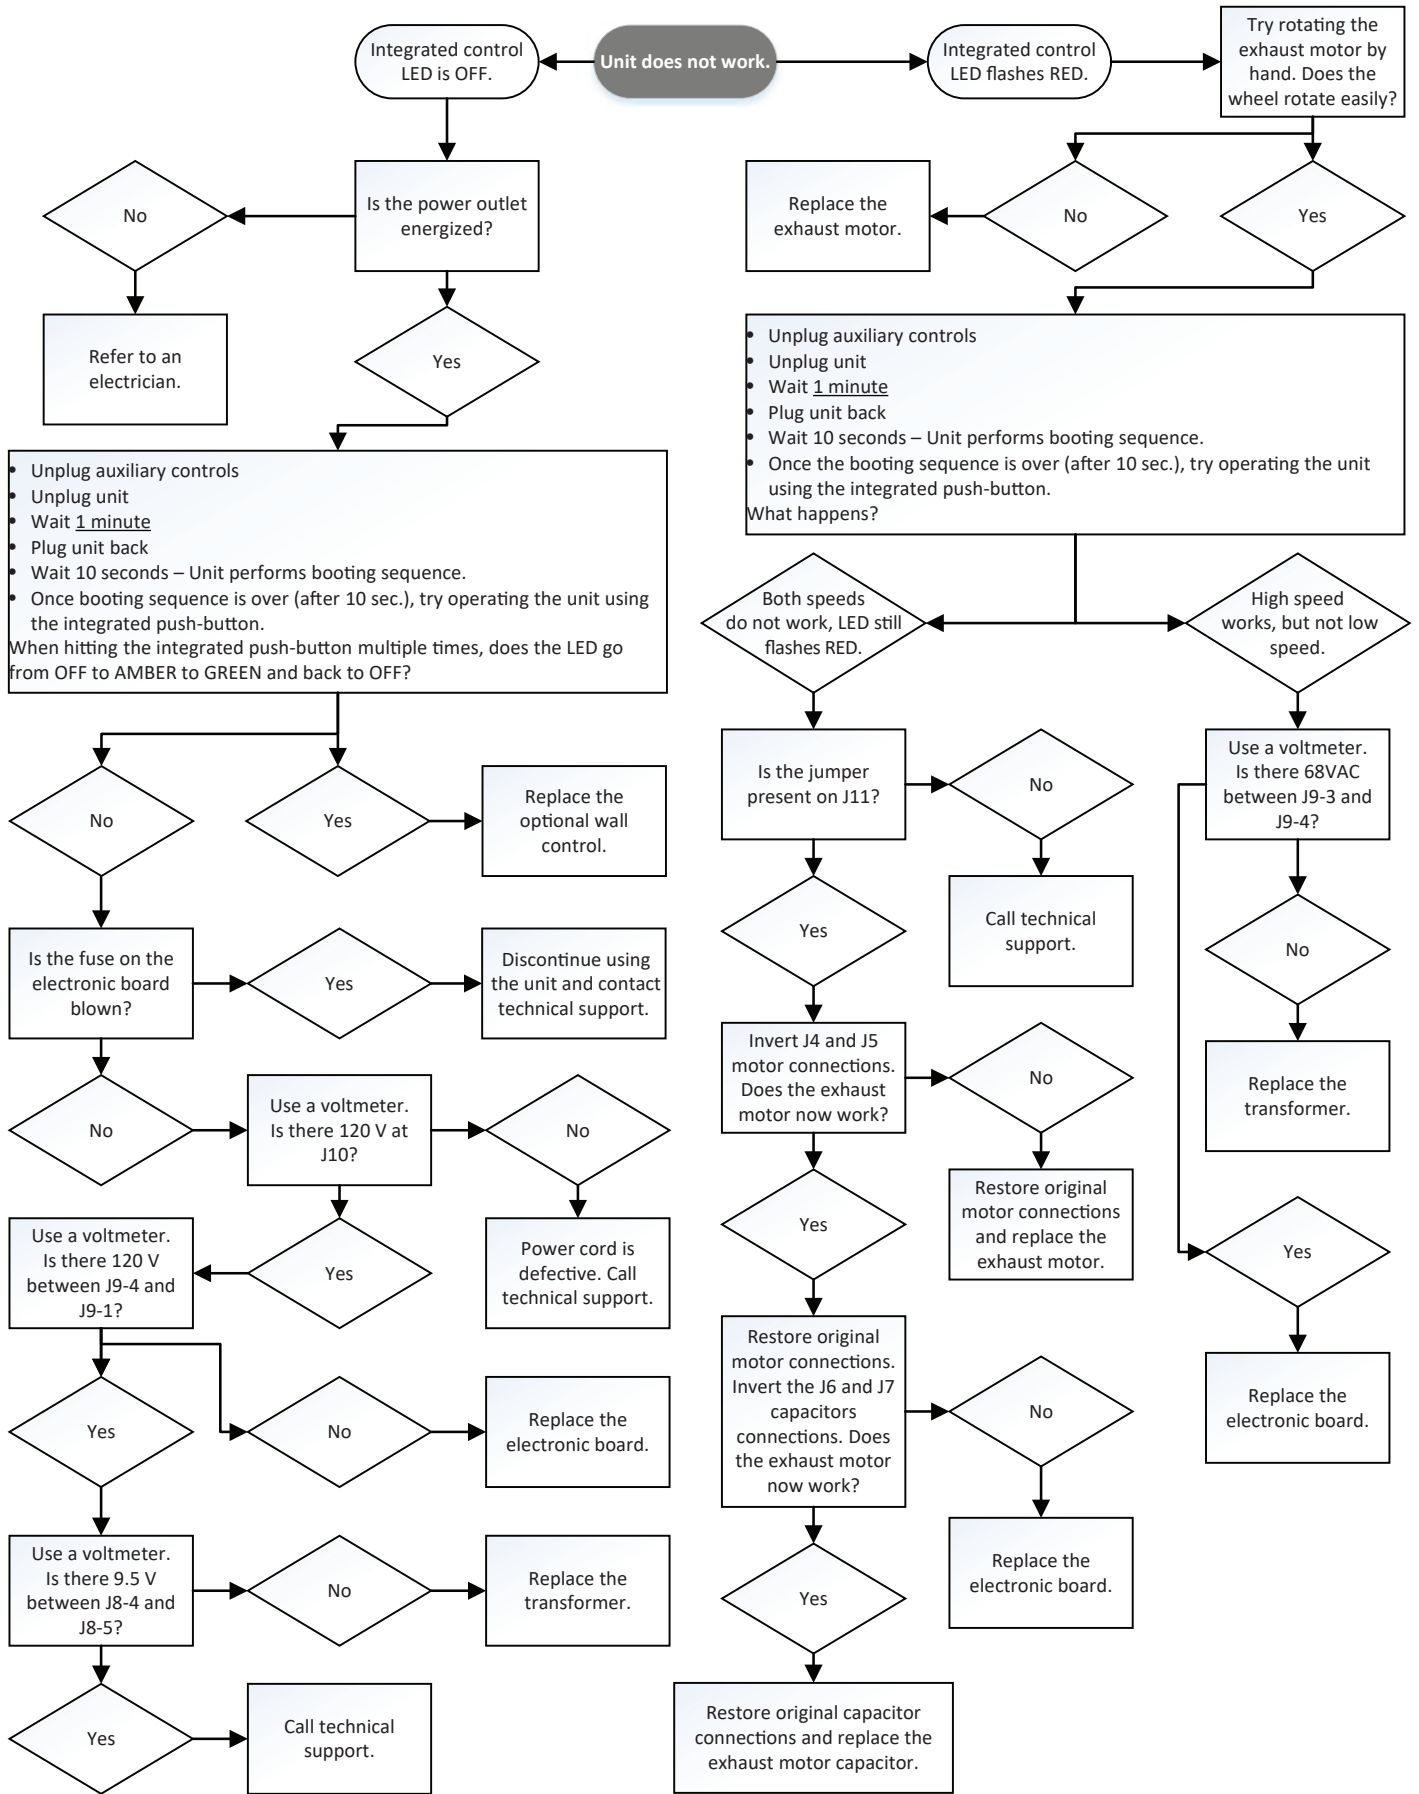 Unit does not work.
Integrated control
LED is OFF.
Is the power outlet
energized?
No
Refer to an
electrician.
Yes
• Unplug auxiliary controls
• Unplug unit
• Wait 1 minute
• Plug unit back
• Wait 10 seconds – Unit performs booting sequence.
• Once booting sequence is over (after 10 sec.), try operating the unit using
the integrated push-button.
When hitting the integrated push-button multiple times, does the LED go
from OFF to AMBER to GREEN and back to OFF?
No
Yes
Replace the
optional wall
control.
Is the fuse on the
electronic board
blown?
Yes
Discontinue using
the unit and contact
technical support.
No
Use a voltmeter.
Is there 120 V at
J10?
No
Power cord is
defective. Call
technical support.
Yes
Use a voltmeter.
Is there 120 V
between J9-4 and
J9-1?
Yes
No
Replace the
electronic board.
Use a voltmeter.
Is there 9.5 V
between J8-4 and
J8-5?
No
Replace the
transformer.
Yes
Call technical
support.
Integrated control
LED flashes RED.
Try rotating the
exhaust motor by
hand. Does the
wheel rotate easily?
No
Replace the
exhaust motor.
Yes
• Unplug auxiliary controls
• Unplug unit
• Wait 1 minute
• Plug unit back
• Wait 10 seconds – Unit performs booting sequence.
• Once the booting sequence is over (after 10 sec.), try operating the unit
using the integrated push-button.
What happens?
Both speeds
do not work, LED still
flashes RED.
Is the jumper
present on J11?
No
Call technical
support.
Yes
Invert J4 and J5
motor connections.
Does the exhaust
motor now work?
No
Restore original
motor connections
and replace the
exhaust motor.
Yes
Restore original
motor connections.
Invert the J6 and J7
capacitors
connections. Does
the exhaust motor
now work?
No
Replace the
electronic board.
Yes
Restore original capacitor
connections and replace the
exhaust motor capacitor.
High speed
works, but not low
speed.
Use a voltmeter.
Is there 68VAC
between J9-3 and
J9-4?
No
Replace the
transformer.
Yes
Replace the
electronic board.